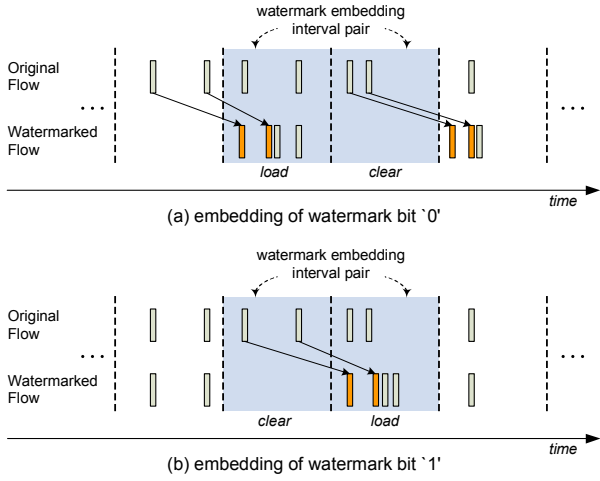 watermark embedding
interval pair
Original
Flow
. . .
. . .
Watermarked
Flow
load
clear
time
(a) embedding of watermark bit `0'
watermark embedding
interval pair
Original
Flow
. . .
. . .
Watermarked
Flow
clear
load
time
(b) embedding of watermark bit `1'